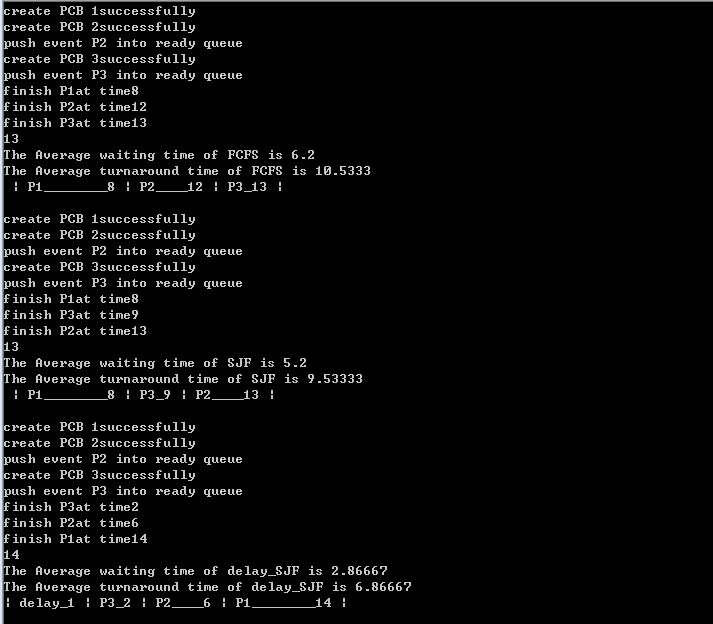 create PCB 1successfully
create PCB 2successfully
push event P2 into ready queue
create PCB 3successfully
push event P3 into ready queue
finish P1at time8
finish P2at time12
finish P3at time13
13
The Average waiting time of FCFS is 6.2
The Average turnaround time of FCFS is 10.5333
| P1________8 | P2____12 | P3_13 |
create PCB 1successfully
create PCB 2successfully
push event P2 into ready queue
create PCB 3successfully
push event P3 into ready queue
finish P1at time8
finish P3at time9
finish P2at time13
13
The Average waiting time of SJF is 5.2
The Average turnaround time of SJF is 9.53333
| P1________8 | P3_9 | P2____13 |
create PCB 1successfully
create PCB 2successfully
push event P2 into ready queue
create PCB 3successfully
push event P3 into ready queue
finish P3at time2
finish P2at time6
finish P1at time14
14
The Average waiting time of delay_SJF is 2.86667
The Average turnaround time of delay_SJF is 6.86667
| delay_1 | P3_2 | P2____6 | P1________14 |